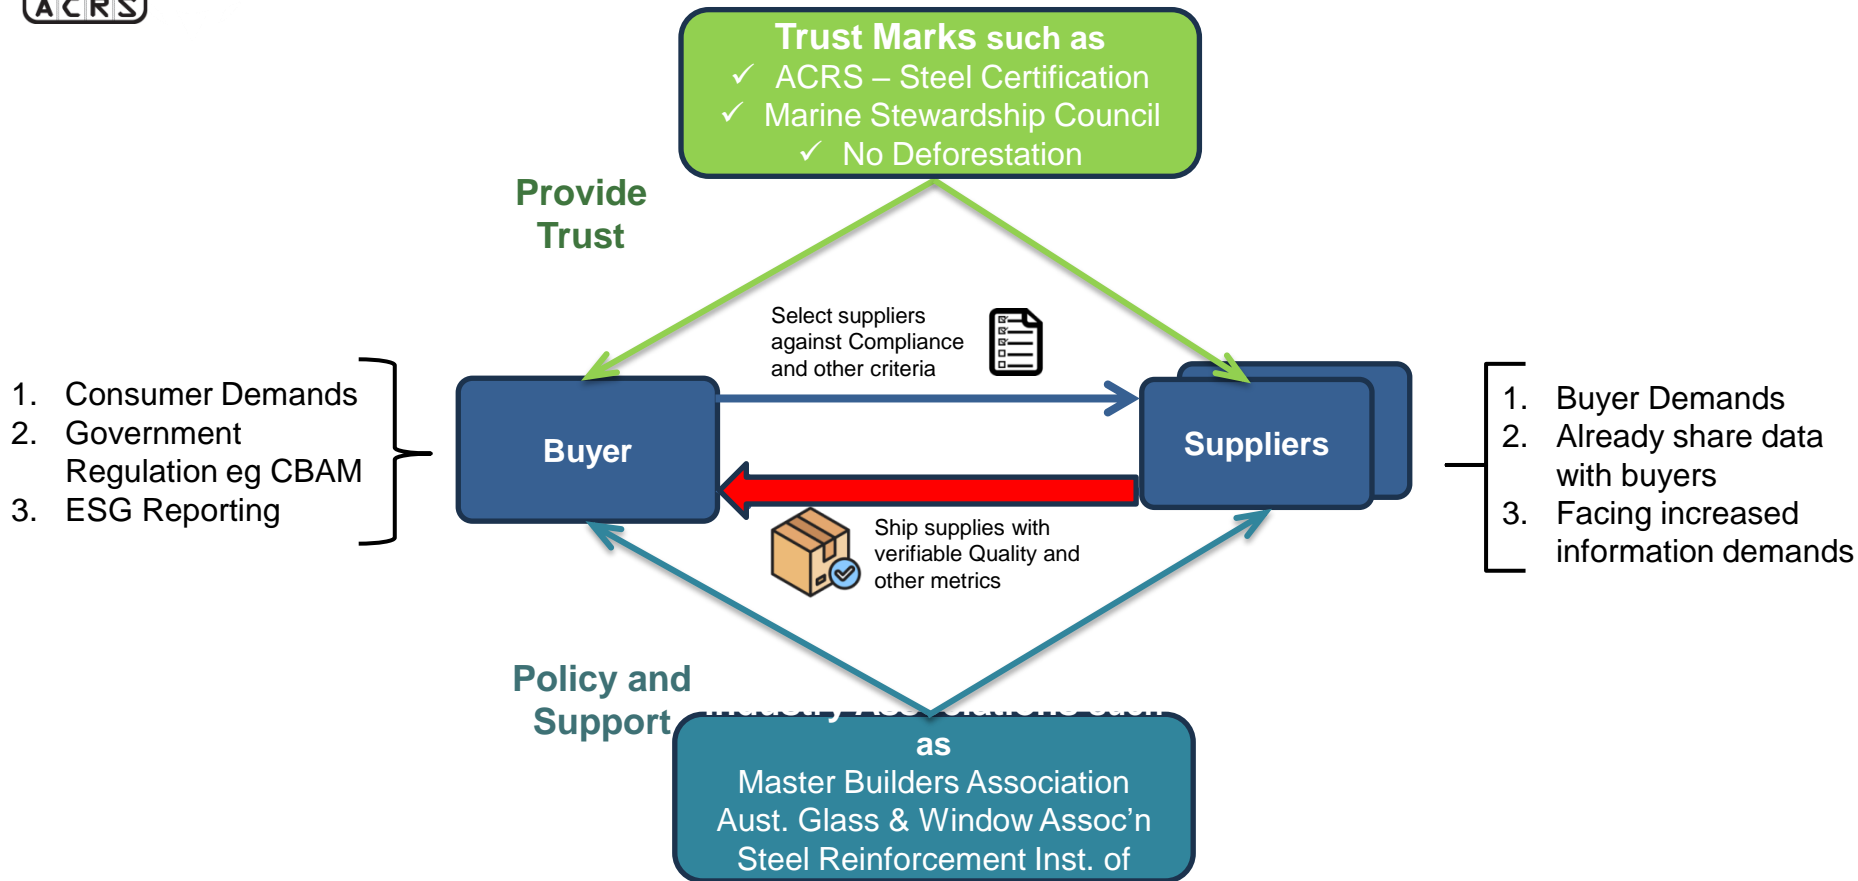 ACRS
Trust Marks such as
✓ ACRS – Steel Certification
✓ Marine Stewardship Council
✓ No Deforestation
Provide
Trust
Select suppliers
against Compliance
and other criteria
1. Consumer Demands
2. Government
Regulation eg CBAM
3. ESG Reporting
Buyer
Suppliers
1. Buyer Demands
2. Already share data
with buyers
3. Facing increased
information demands
Ship supplies with
verifiable Quality and
other metrics
Policy and
Support
Industry Associations such
as
Master Builders Association
Aust. Glass & Window Assoc'n
Steel Reinforcement Inst. of